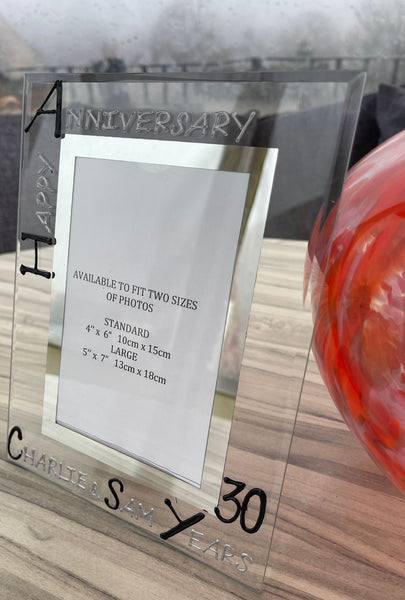 HAPPY
ANNIVERSARY
AVAILABLE TO FIT TWO SIZES
OF PHOTOS
STANDARD
4" x 6" 10cm x 15cm
LARGE
5" x 7" 13cm x 18cm
CHARLIE & SAM 30 YEARS